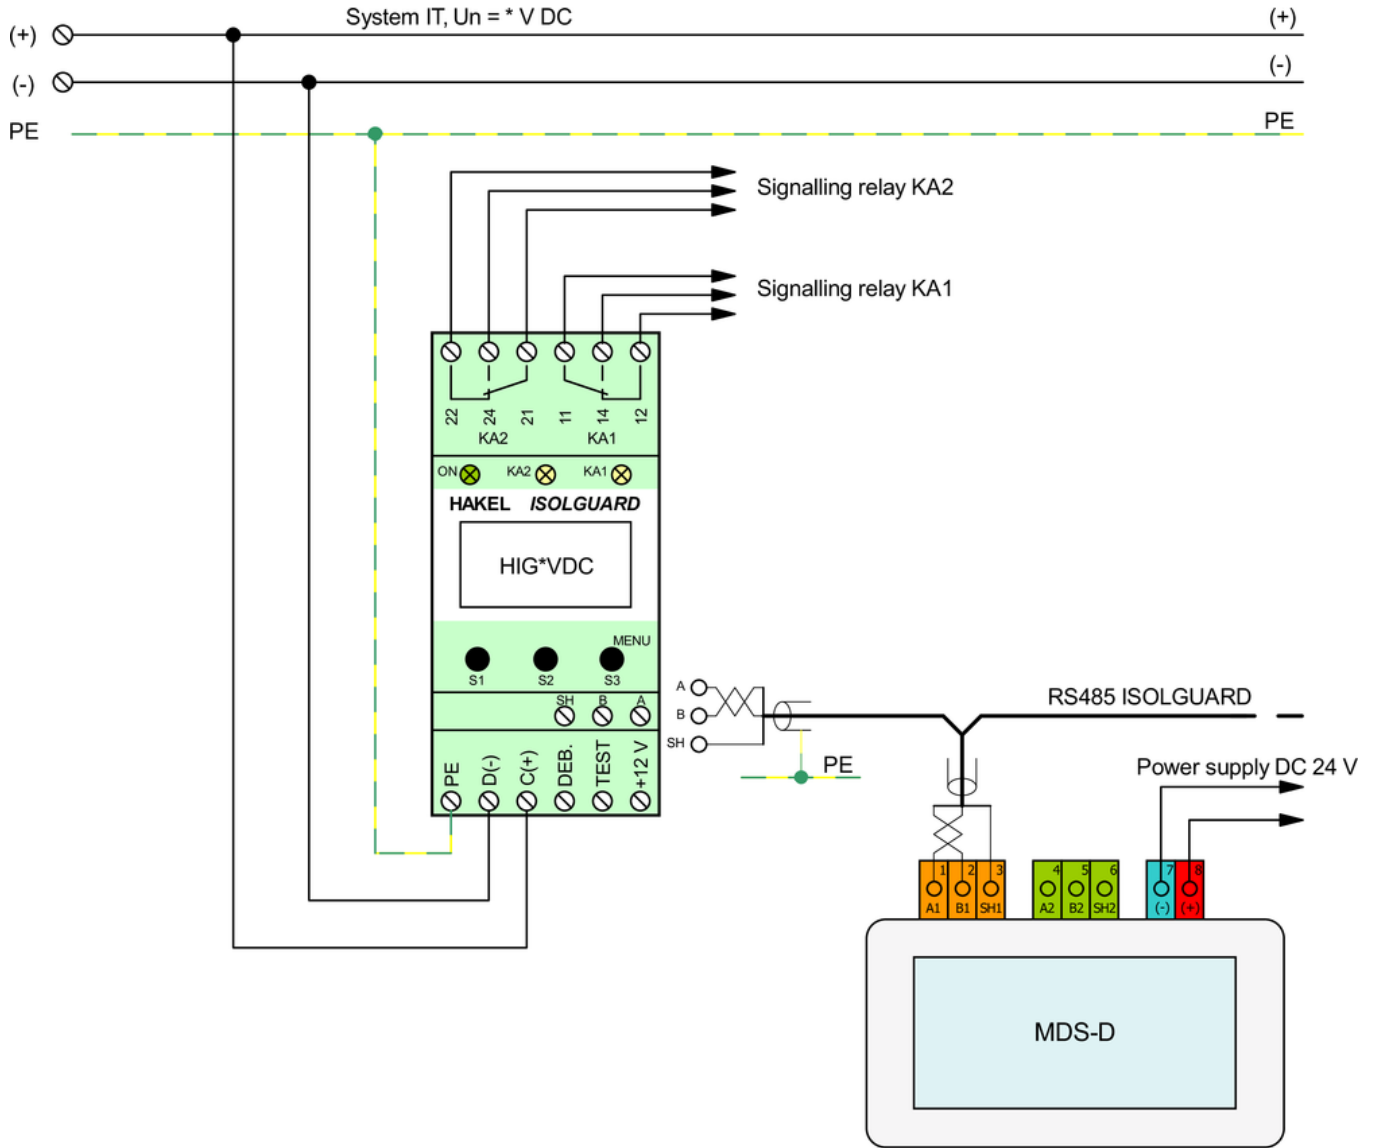 System IT, Un = * V DC
(+) (+)
(-) (-)
PE PE
Signalling relay KA2
Signalling relay KA1
22 24 21 11 14 12
KA2 KA1
ON KA2 KA1
HAKEL ISOLGUARD
HIG*VDC
MENU
S1 S2 S3
SH B A
PE D(-) C(+) DEB. TEST +12 V
A
B
SH
PE
RS485 ISOLGUARD
Power supply DC 24 V
1 2 3 4 5 6 7 8
A1 B1 SH1 A2 B2 SH2 (-) (+)
MDS-D